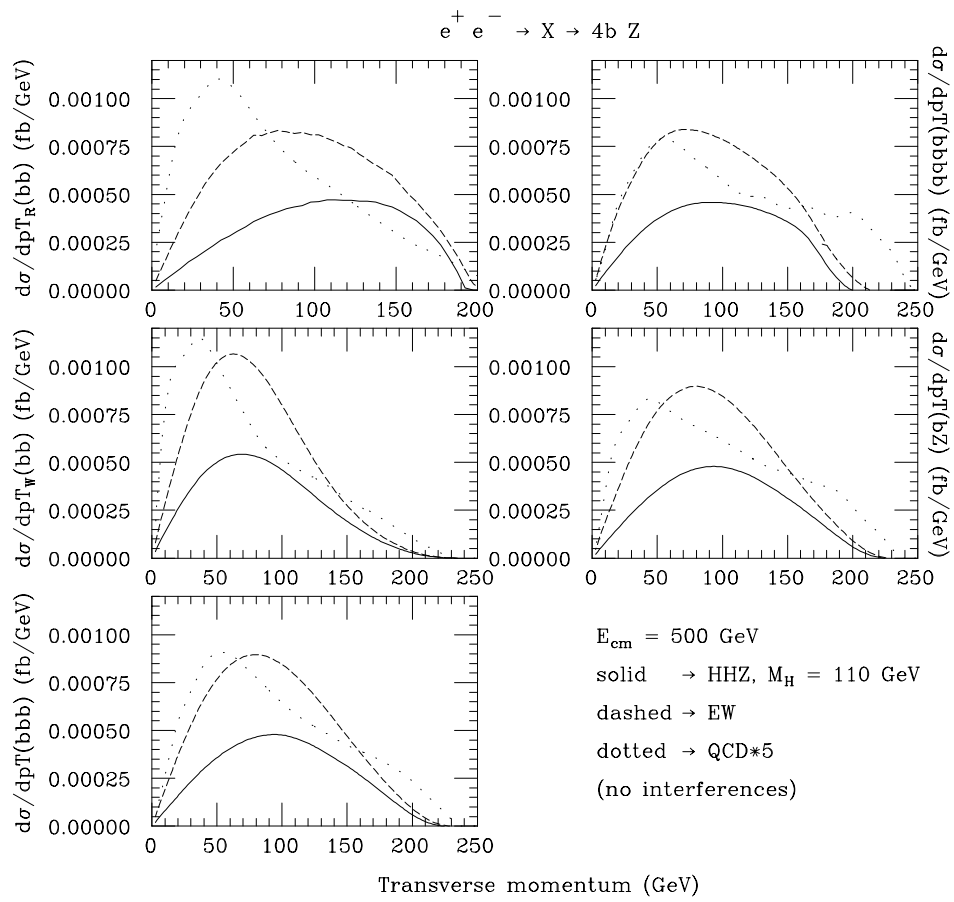 e+ e− → X → 4b Z
dσ/dpT_R(bb) (fb/GeV)
0.00100
0.00075
0.00050
0.00025
0.00000
0 50 100 150 200
dσ/dpT(bbbb) (fb/GeV)
0.00100
0.00075
0.00050
0.00025
0.00000
0 50 100 150 200 250
dσ/dpT_W(bb) (fb/GeV)
0.00100
0.00075
0.00050
0.00025
0.00000
0 50 100 150 200 250
dσ/dpT(bZ) (fb/GeV)
0.00100
0.00075
0.00050
0.00025
0.00000
0 50 100 150 200 250
dσ/dpT(bbb) (fb/GeV)
0.00100
0.00075
0.00050
0.00025
0.00000
0 50 100 150 200 250
E_cm = 500 GeV
solid → HHZ, M_H = 110 GeV
dashed → EW
dotted → QCD*5
(no interferences)
Transverse momentum (GeV)